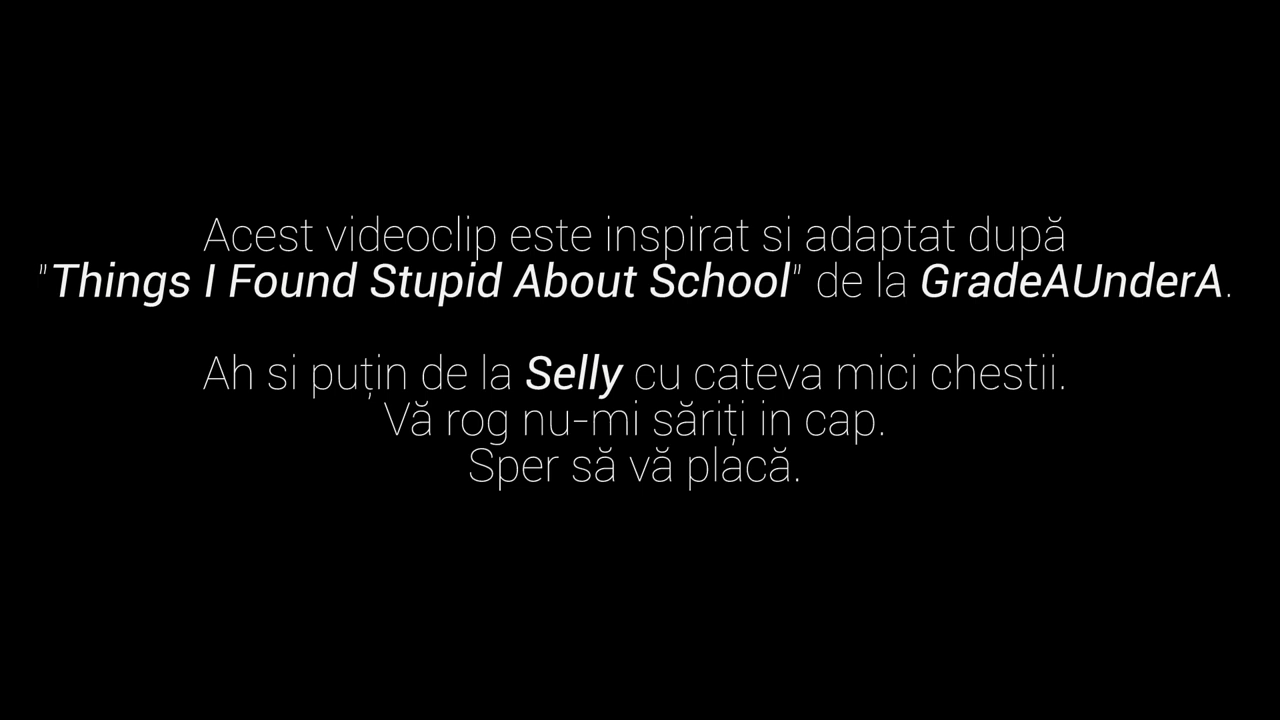 Acest videoclip este inspirat si adaptat după
"Things I Found Stupid About School" de la GradeAUnderA.
Ah si puțin de la Selly cu cateva mici chestii.
Vă rog nu-mi săriți in cap.
Sper să vă placă.